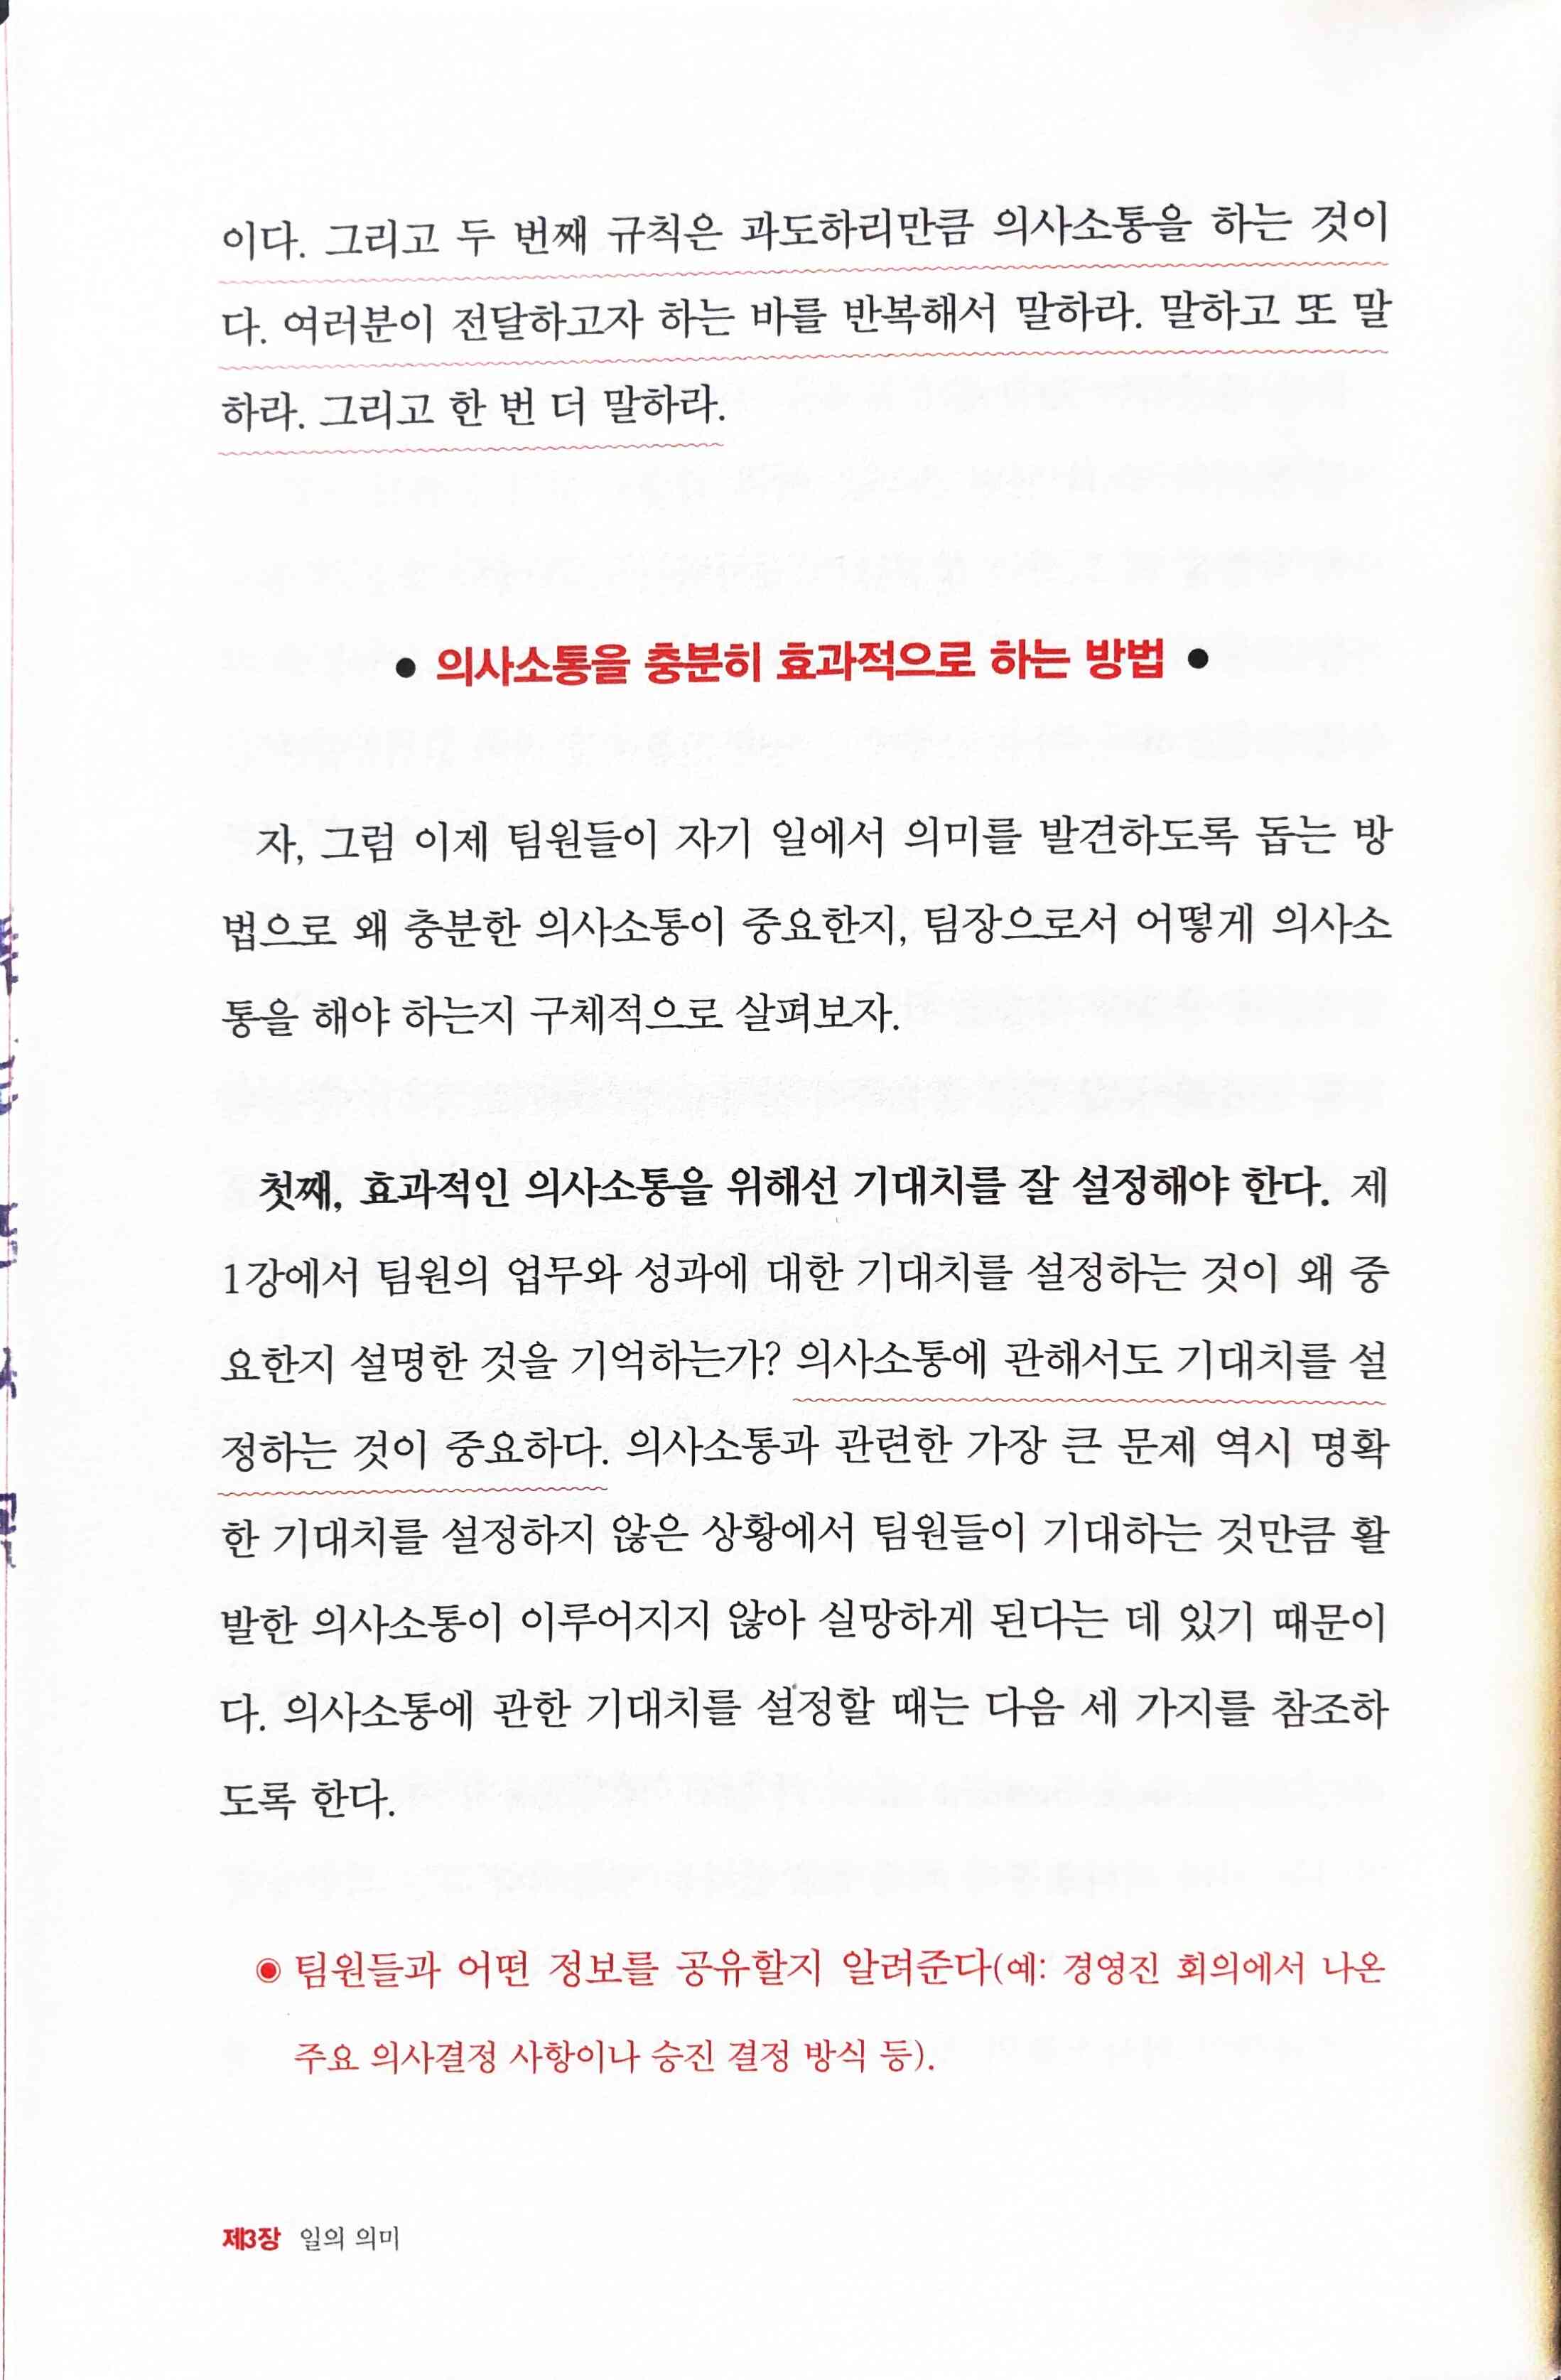 이다. 그리고 두 번째 규칙은 과도하리만큼 의사소통을 하는 것이
다. 여러분이 전달하고자 하는 바를 반복해서 말하라. 말하고 또 말
하라. 그리고 한 번 더 말하라.
● 의사소통을 충분히 효과적으로 하는 방법 ●
자, 그럼 이제 팀원들이 자기 일에서 의미를 발견하도록 돕는 방
법으로 왜 충분한 의사소통이 중요한지, 팀장으로서 어떻게 의사소
통을 해야 하는지 구체적으로 살펴보자.
첫째, 효과적인 의사소통을 위해선 기대치를 잘 설정해야 한다. 제
1강에서 팀원의 업무와 성과에 대한 기대치를 설정하는 것이 왜 중
요한지 설명한 것을 기억하는가? 의사소통에 관해서도 기대치를 설
정하는 것이 중요하다. 의사소통과 관련한 가장 큰 문제 역시 명확
한 기대치를 설정하지 않은 상황에서 팀원들이 기대하는 것만큼 활
발한 의사소통이 이루어지지 않아 실망하게 된다는 데 있기 때문이
다. 의사소통에 관한 기대치를 설정할 때는 다음 세 가지를 참조하
도록 한다.
◉ 팀원들과 어떤 정보를 공유할지 알려준다(예: 경영진 회의에서 나온
주요 의사결정 사항이나 승진 결정 방식 등).
제3장 일의 의미